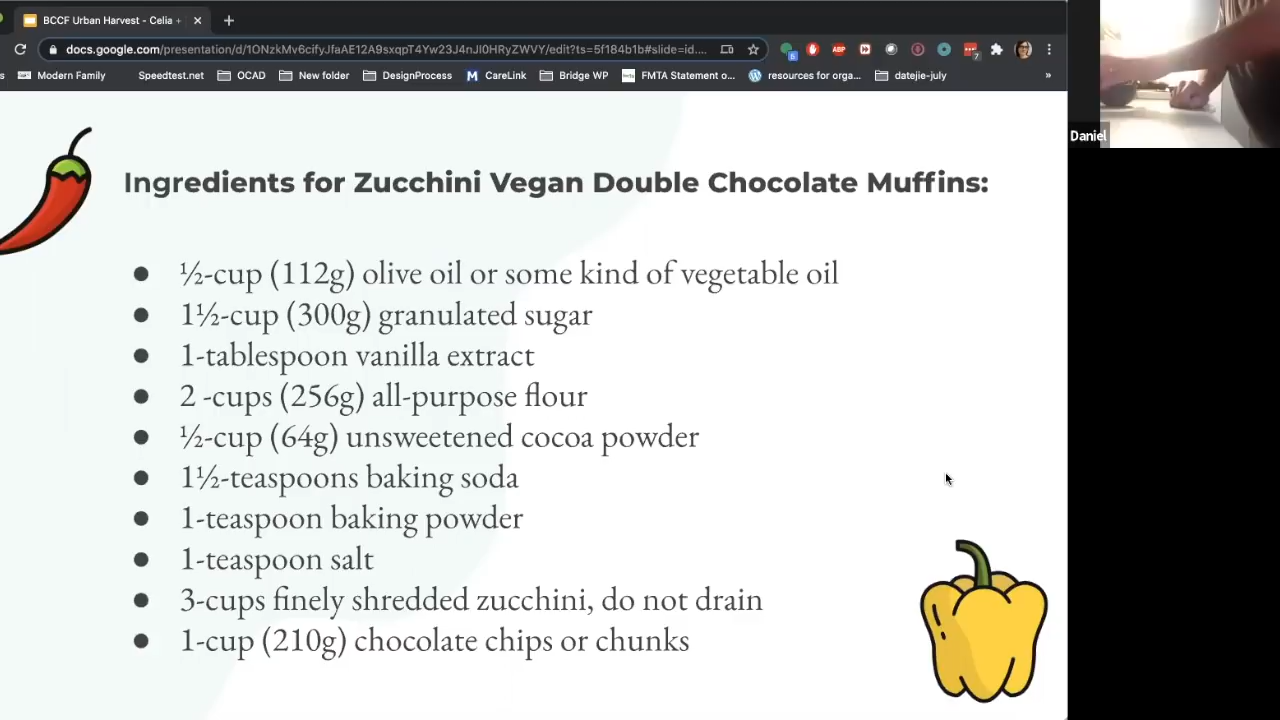 BCCF Urban Harvest - Celia +
docs.google.com/presentation/d/1ONzkMv6cifyJfaAE12A9sxqpT4Yw23J4nJI0HRyZWVY/edit?ts=5f184b1b#slide=id....
ABP
6
7
Modern Family Speedtest.net OCAD New folder DesignProcess CareLink Bridge WP FMTA Statement o... resources for orga... datejie-july »
Daniel
Ingredients for Zucchini Vegan Double Chocolate Muffins:
● ½-cup (112g) olive oil or some kind of vegetable oil
● 1½-cup (300g) granulated sugar
● 1-tablespoon vanilla extract
● 2 -cups (256g) all-purpose flour
● ½-cup (64g) unsweetened cocoa powder
● 1½-teaspoons baking soda
● 1-teaspoon baking powder
● 1-teaspoon salt
● 3-cups finely shredded zucchini, do not drain
● 1-cup (210g) chocolate chips or chunks